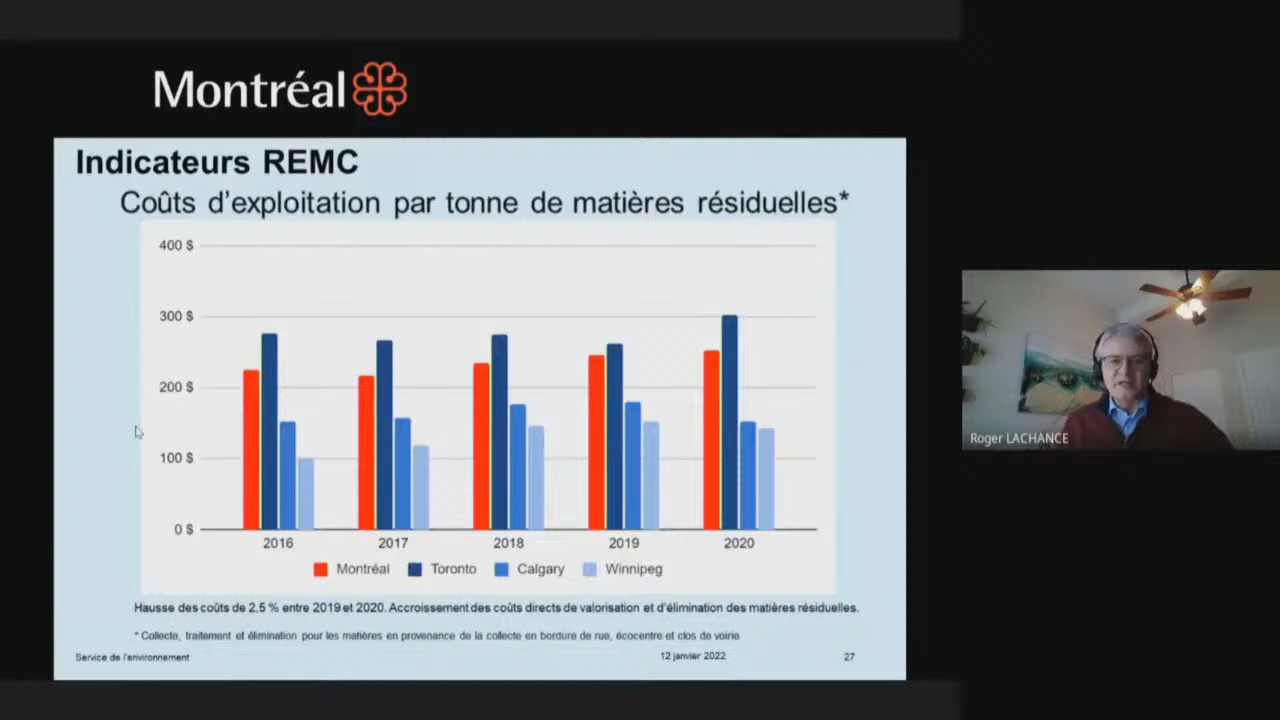 Montréal
Indicateurs REMC
Coûts d'exploitation par tonne de matières résiduelles*
400 $
300 $
200 $
100 $
0 $
2016 2017 2018 2019 2020
Montréal Toronto Calgary Winnipeg
Hausse des coûts de 2,5 % entre 2019 et 2020. Accroissement des coûts directs de valorisation et d'élimination des matières résiduelles.
* Collecte, traitement et élimination pour les matières en provenance de la collecte en bordure de rue, écocentre et clos de voirie
Service de l'environnement 12 janvier 2022 27
Roger LACHANCE